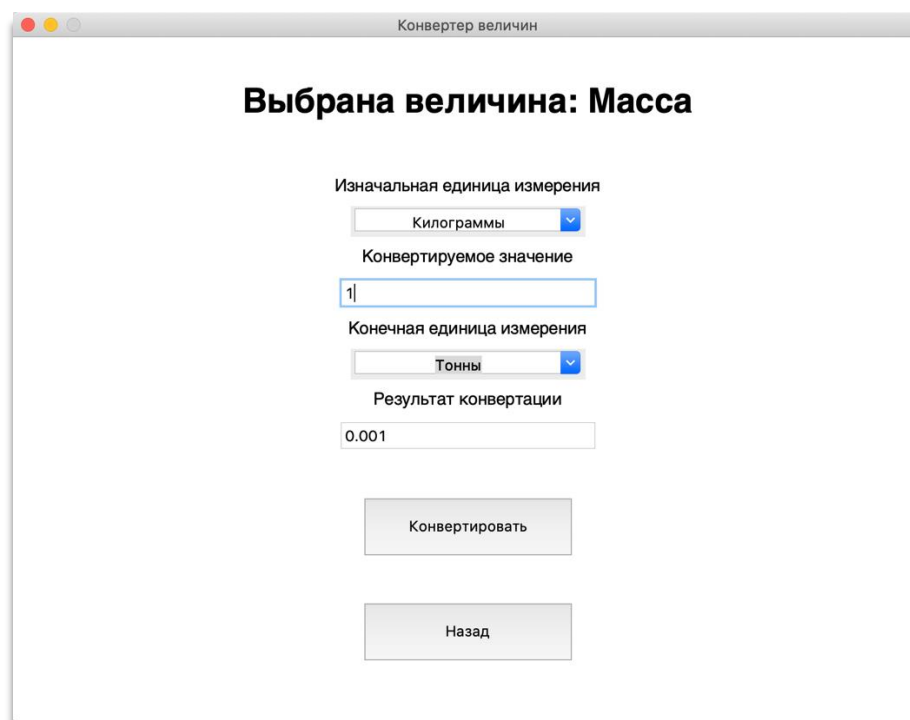 Конвертер величин
Выбрана величина: Масса
Изначальная единица измерения
Килограммы
Конвертируемое значение
1
Конечная единица измерения
Тонны
Результат конвертации
0.001
Конвертировать
Назад